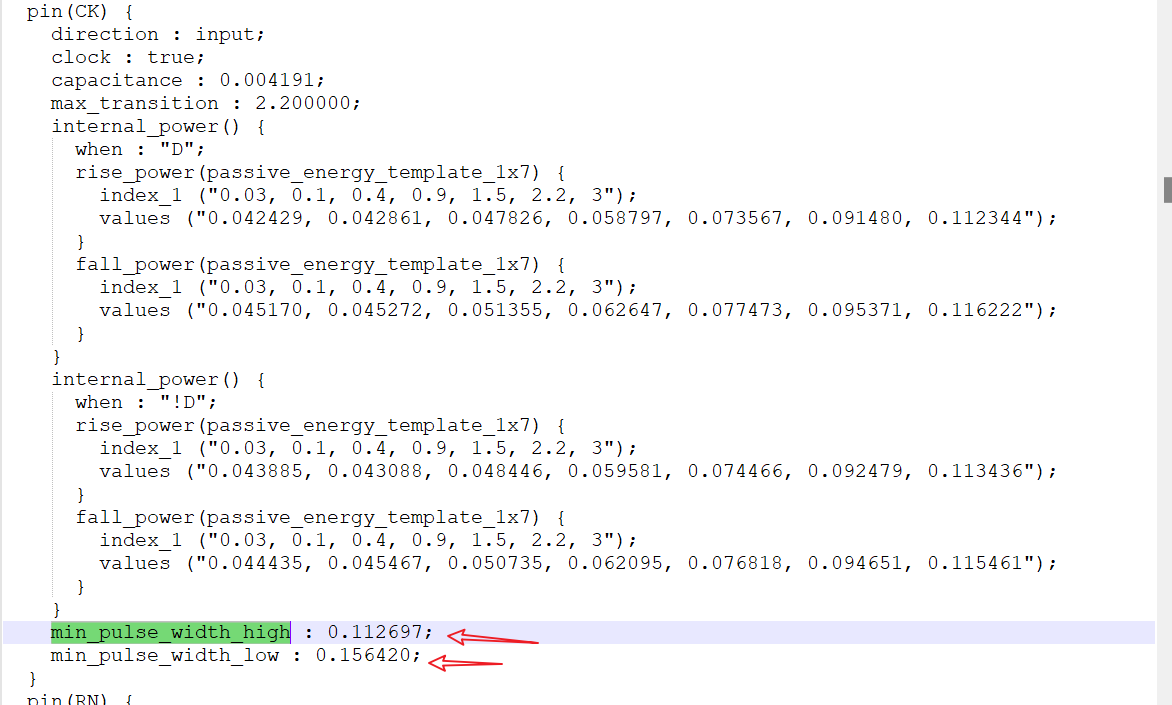 pin(CK) {
direction : input;
clock : true;
capacitance : 0.004191;
max_transition : 2.200000;
internal_power() {
when : "D";
rise_power(passive_energy_template_1x7) {
index_1 ("0.03, 0.1, 0.4, 0.9, 1.5, 2.2, 3");
values ("0.042429, 0.042861, 0.047826, 0.058797, 0.073567, 0.091480, 0.112344");
}
fall_power(passive_energy_template_1x7) {
index_1 ("0.03, 0.1, 0.4, 0.9, 1.5, 2.2, 3");
values ("0.045170, 0.045272, 0.051355, 0.062647, 0.077473, 0.095371, 0.116222");
}
}
internal_power() {
when : "!D";
rise_power(passive_energy_template_1x7) {
index_1 ("0.03, 0.1, 0.4, 0.9, 1.5, 2.2, 3");
values ("0.043885, 0.043088, 0.048446, 0.059581, 0.074466, 0.092479, 0.113436");
}
fall_power(passive_energy_template_1x7) {
index_1 ("0.03, 0.1, 0.4, 0.9, 1.5, 2.2, 3");
values ("0.044435, 0.045467, 0.050735, 0.062095, 0.076818, 0.094651, 0.115461");
}
}
min_pulse_width_high : 0.112697;
min_pulse_width_low : 0.156420;
}
pin(RN) {